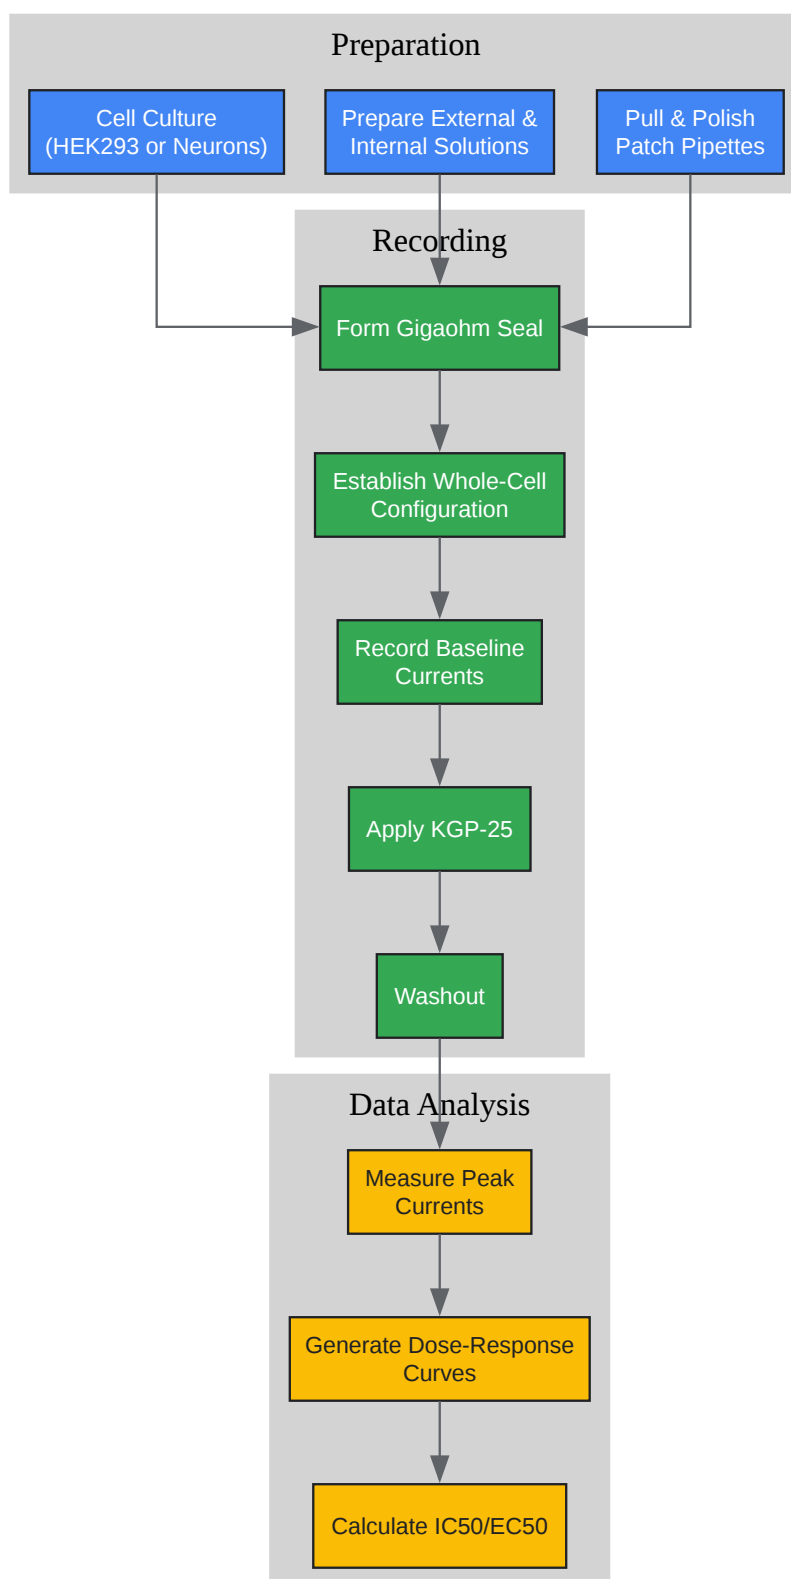 Preparation
Cell Culture
(HEK293 or Neurons)
Prepare External &
Internal Solutions
Pull & Polish
Patch Pipettes
Recording
Form Gigaohm Seal
Establish Whole-Cell
Configuration
Record Baseline
Currents
Apply KGP-25
Washout
Data Analysis
Measure Peak
Currents
Generate Dose-Response
Curves
Calculate IC50/EC50